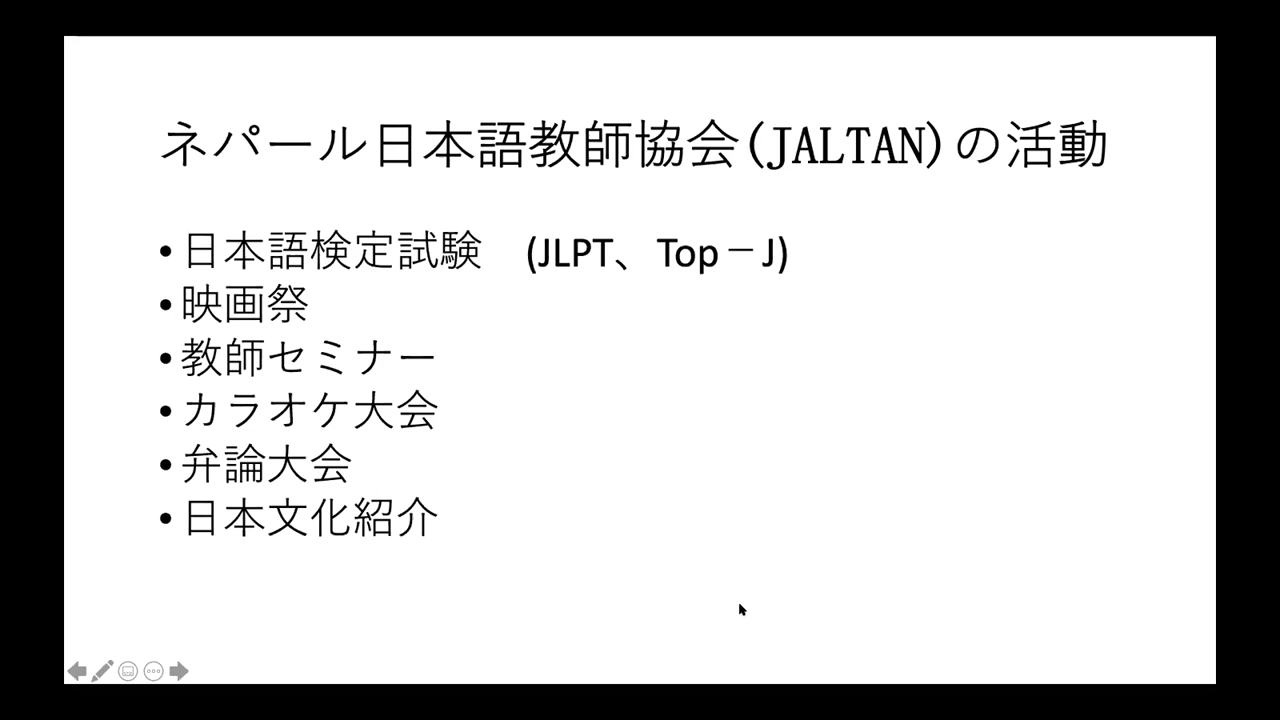 ネパール日本語教師協会(JALTAN)の活動
•日本語検定試験　(JLPT、Top－J)
•映画祭
•教師セミナー
•カラオケ大会
•弁論大会
•日本文化紹介